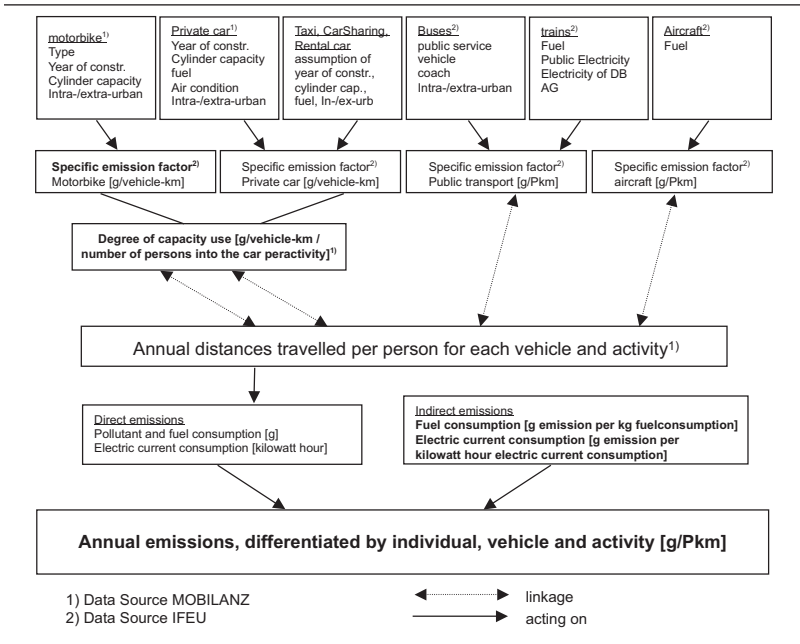 motorbike1)
Type
Year of constr.
Cylinder capacity
Intra-/extra-urban
Private car1)
Year of constr.
Cylinder capacity
fuel
Air condition
Intra-/extra-urban
Taxi, CarSharing,
Rental car
assumption of
year of constr.,
cylinder cap.,
fuel, In-/ex-urb
Buses2)
public service
vehicle
coach
Intra-/extra-urban
trains2)
Fuel
Public Electricity
Electricity of DB
AG
Aircraft2)
Fuel
Specific emission factor2)
Motorbike [g/vehicle-km]
Specific emission factor2)
Private car [g/vehicle-km]
Specific emission factor2)
Public transport [g/Pkm]
Specific emission factor2)
aircraft [g/Pkm]
Degree of capacity use [g/vehicle-km /
number of persons into the car peractivity]1)
Annual distances travelled per person for each vehicle and activity1)
Direct emissions
Pollutant and fuel consumption [g]
Electric current consumption [kilowatt hour]
Indirect emissions
Fuel consumption [g emission per kg fuelconsumption]
Electric current consumption [g emission per
kilowatt hour electric current consumption]
Annual emissions, differentiated by individual, vehicle and activity [g/Pkm]
1) Data Source MOBILANZ
2) Data Source IFEU
linkage
acting on